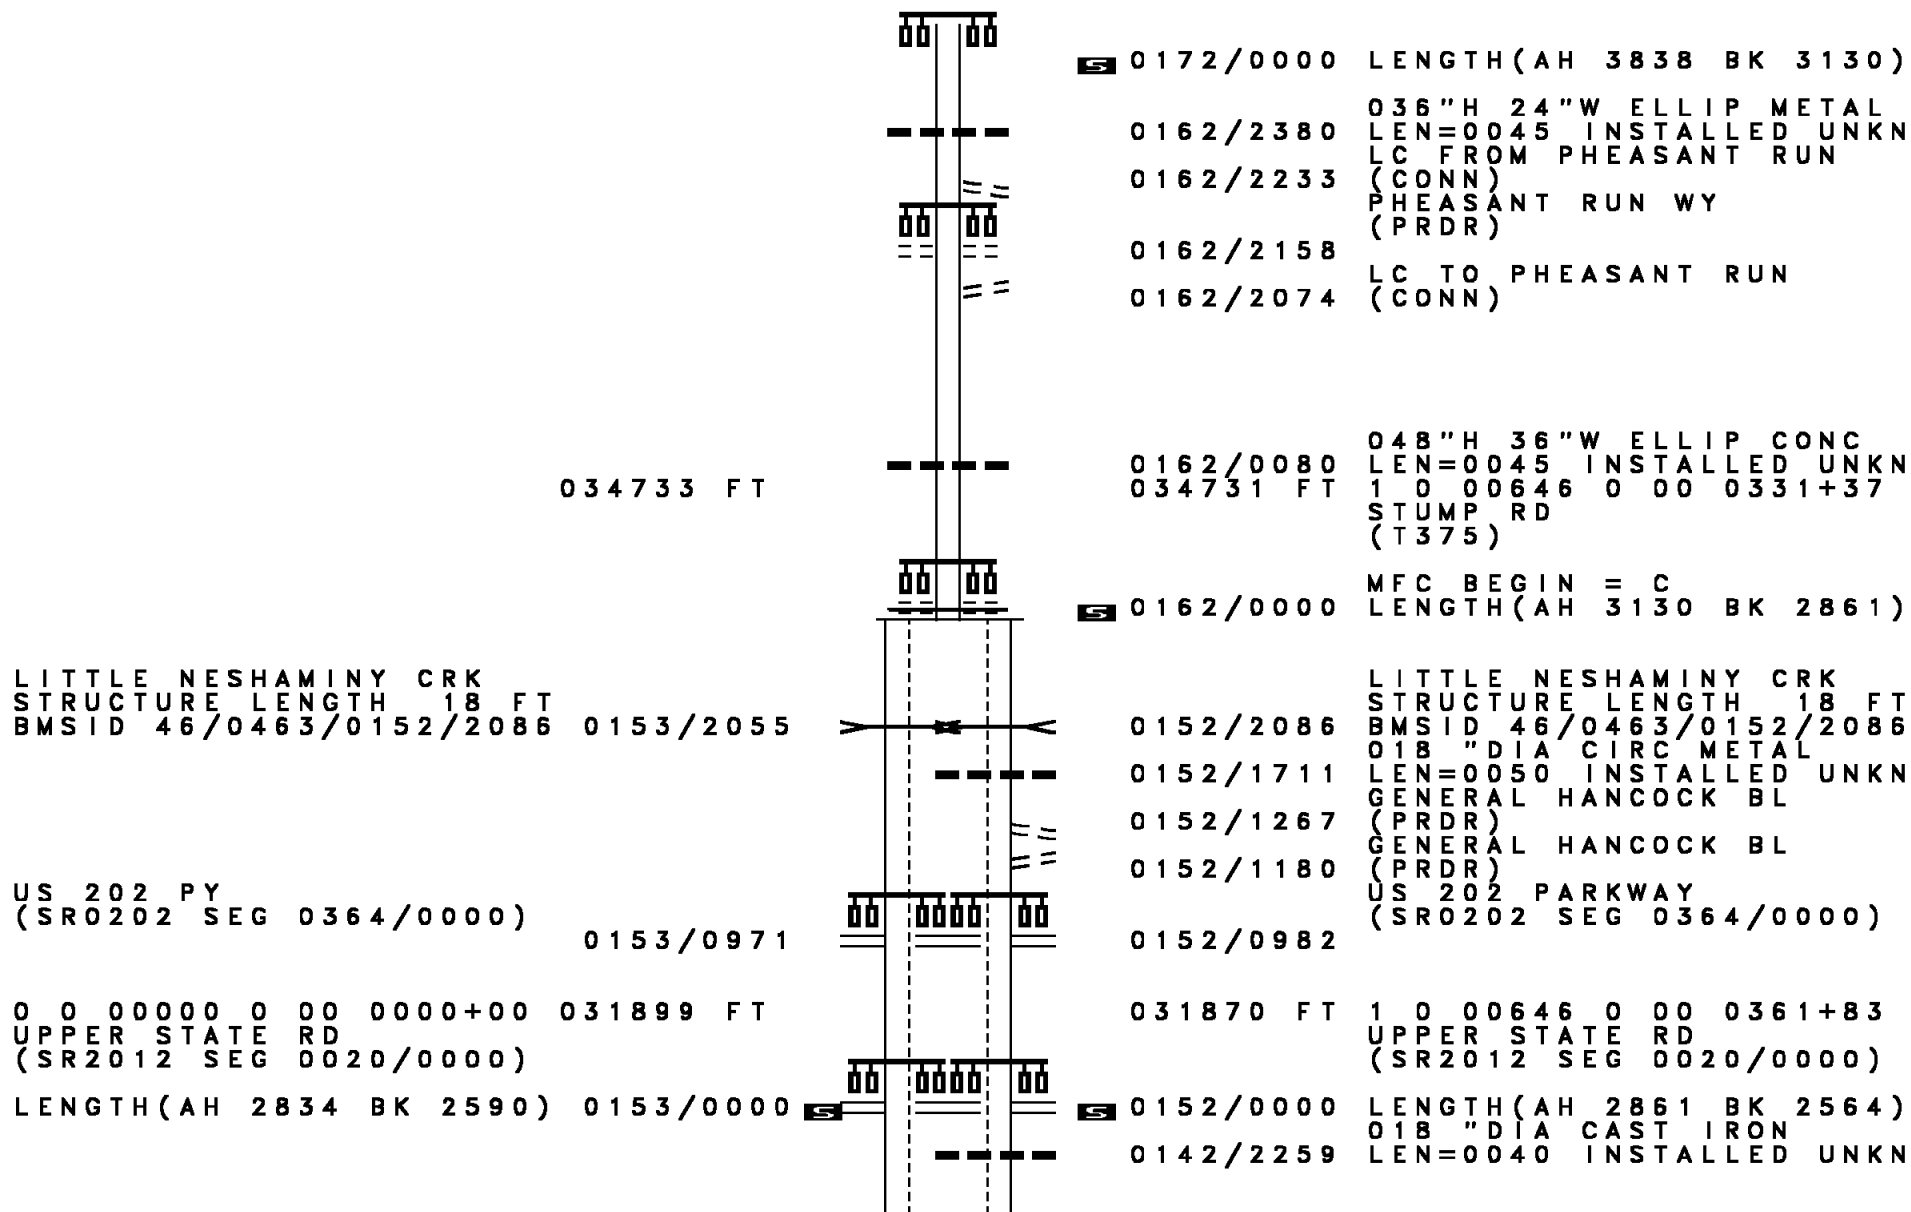 0172/0000 LENGTH(AH 3838 BK 3130)
036"H 24"W ELLIP METAL
0162/2380 LEN=0045 INSTALLED UNKN
LC FROM PHEASANT RUN
0162/2233 (CONN)
PHEASANT RUN WY
(PRDR)
0162/2158
LC TO PHEASANT RUN
0162/2074 (CONN)
048"H 36"W ELLIP CONC
0162/0080 LEN=0045 INSTALLED UNKN
034733 FT 034731 FT 1 0 00646 0 00 0331+37
STUMP RD
(T375)
MFC BEGIN = C
0162/0000 LENGTH(AH 3130 BK 2861)
LITTLE NESHAMINY CRK LITTLE NESHAMINY CRK
STRUCTURE LENGTH 18 FT STRUCTURE LENGTH 18 FT
BMSID 46/0463/0152/2086 0153/2055 0152/2086 BMSID 46/0463/0152/2086
018 "DIA CIRC METAL
0152/1711 LEN=0050 INSTALLED UNKN
GENERAL HANCOCK BL
0152/1267 (PRDR)
GENERAL HANCOCK BL
0152/1180 (PRDR)
US 202 PY US 202 PARKWAY
(SR0202 SEG 0364/0000) (SR0202 SEG 0364/0000)
0153/0971 0152/0982
0 0 00000 0 00 0000+00 031899 FT 031870 FT 1 0 00646 0 00 0361+83
UPPER STATE RD UPPER STATE RD
(SR2012 SEG 0020/0000) (SR2012 SEG 0020/0000)
LENGTH(AH 2834 BK 2590) 0153/0000 S S 0152/0000 LENGTH(AH 2861 BK 2564)
018 "DIA CAST IRON
0142/2259 LEN=0040 INSTALLED UNKN